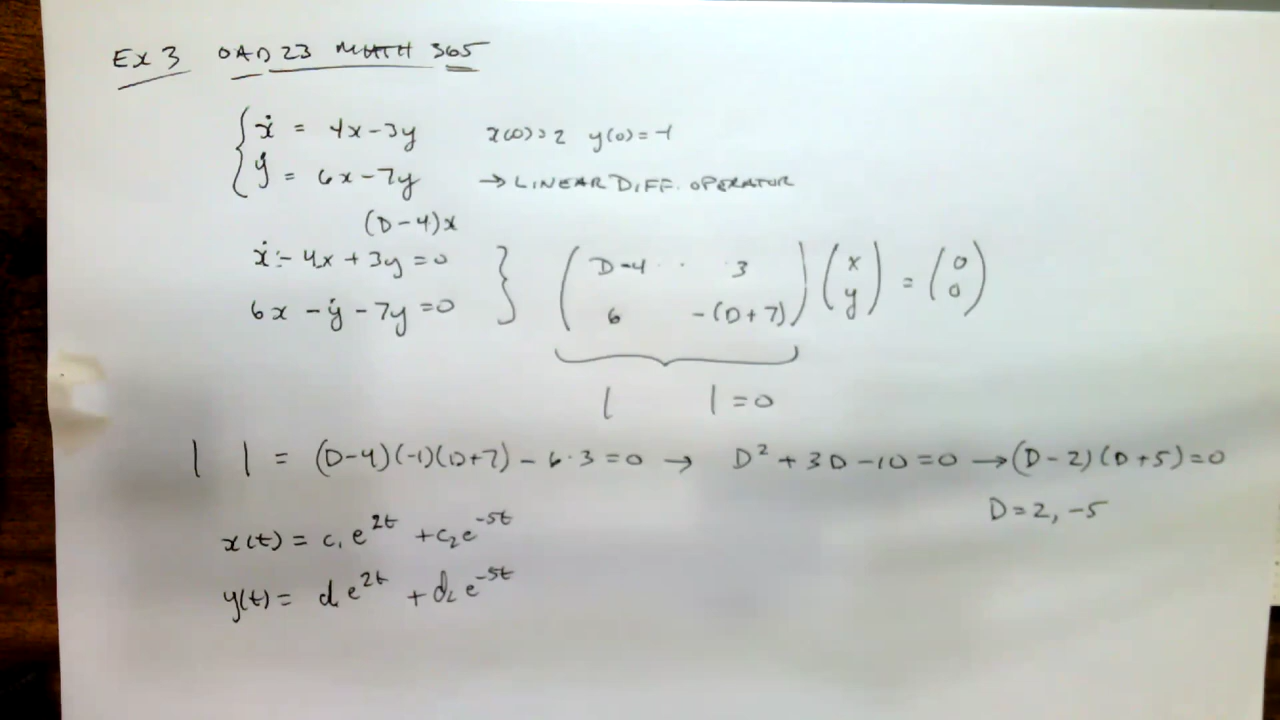 Ex 3 OAD 23 MATH 365
ẋ = 4x-3y x(0)=2 y(0)=-1
ẏ = 6x-7y → LINEAR DIFF. OPERATOR
(D-4)x
ẋ - 4x + 3y = 0 } ( D-4 3 ) (x) = (0)
6x - ẏ - 7y = 0 ( 6 -(D+7) ) (y) (0)
| | = 0
| | = (D-4)(-1)(D+7) - 6·3 = 0 → D² + 3D - 10 = 0 → (D-2)(D+5) = 0
D = 2, -5
x(t) = c₁e^{2t} + c₂e^{-5t}
y(t) = d₁e^{2t} + d₂e^{-5t}